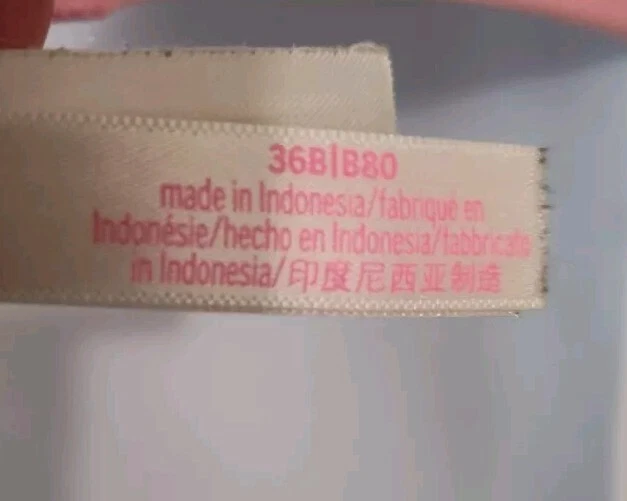 36B|B80
made in Indonesia/fabriqué en
Indonésie/hecho en Indonesia/fabbricato
in Indonesia/印度尼西亚制造